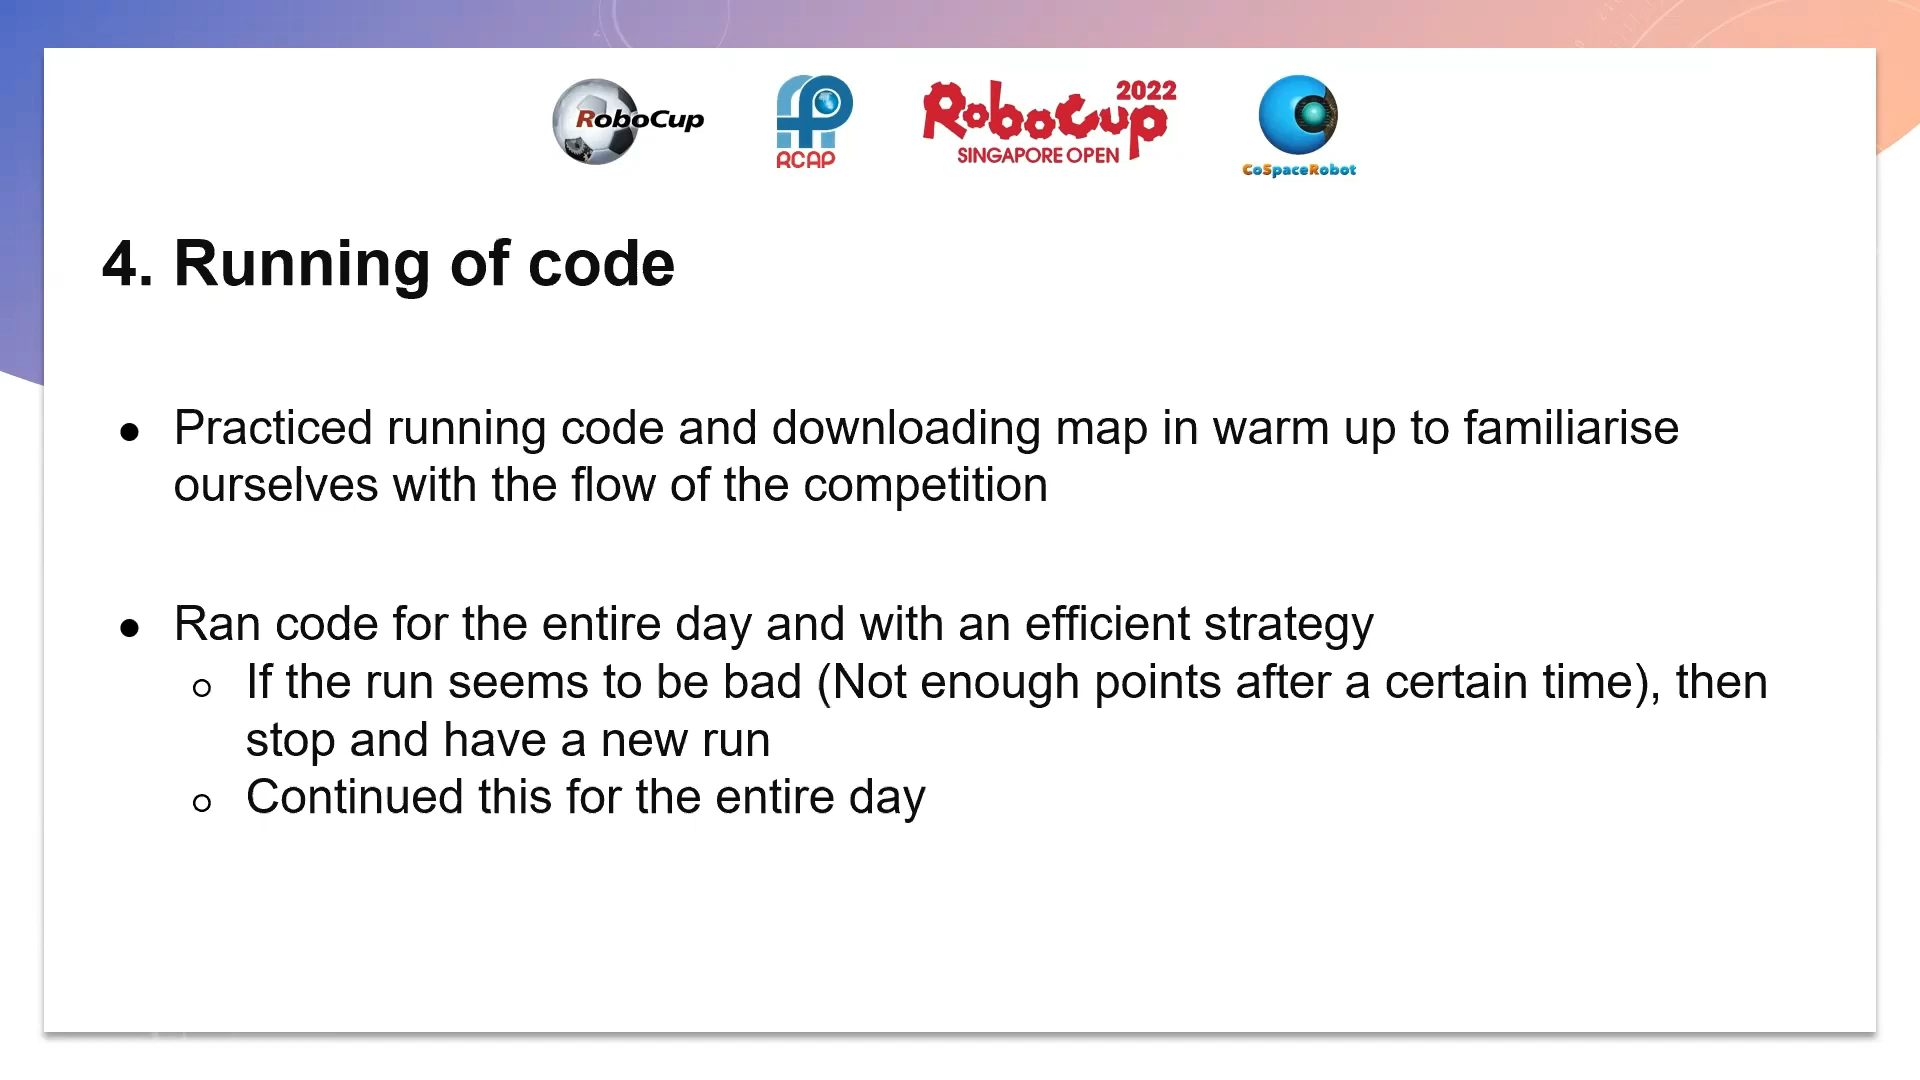 RoboCup
RCAP
RoboCup 2022
SINGAPORE OPEN
CoSpaceRobot
4. Running of code
● Practiced running code and downloading map in warm up to familiarise
ourselves with the flow of the competition
● Ran code for the entire day and with an efficient strategy
○ If the run seems to be bad (Not enough points after a certain time), then
stop and have a new run
○ Continued this for the entire day